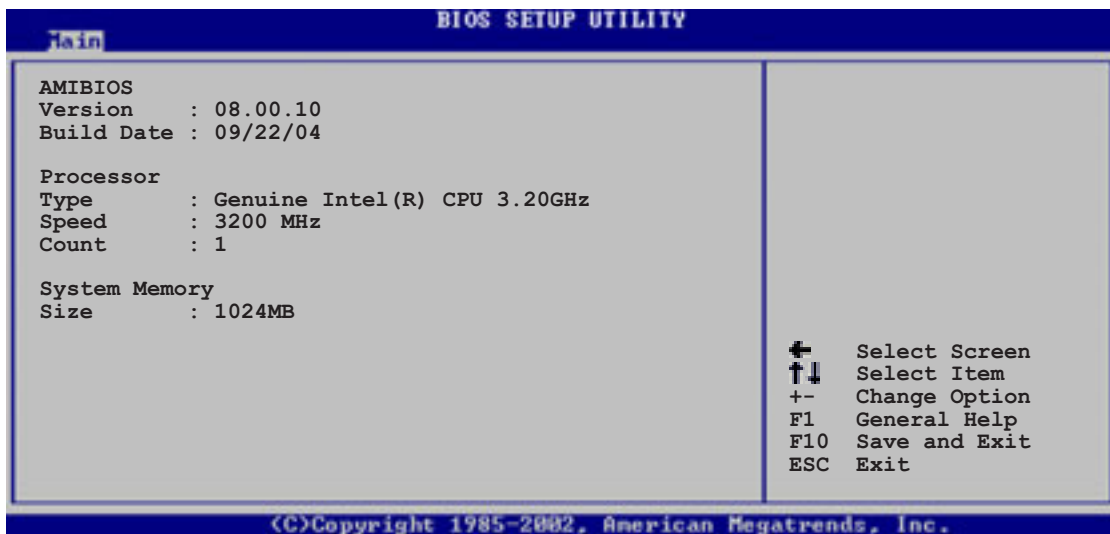 BIOS SETUP UTILITY
Main
AMIBIOS
Version : 08.00.10
Build Date : 09/22/04
Processor
Type : Genuine Intel(R) CPU 3.20GHz
Speed : 3200 MHz
Count : 1
System Memory
Size : 1024MB
← Select Screen
↑↓ Select Item
+- Change Option
F1 General Help
F10 Save and Exit
ESC Exit
(C)Copyright 1985-2002, American Megatrends, Inc.